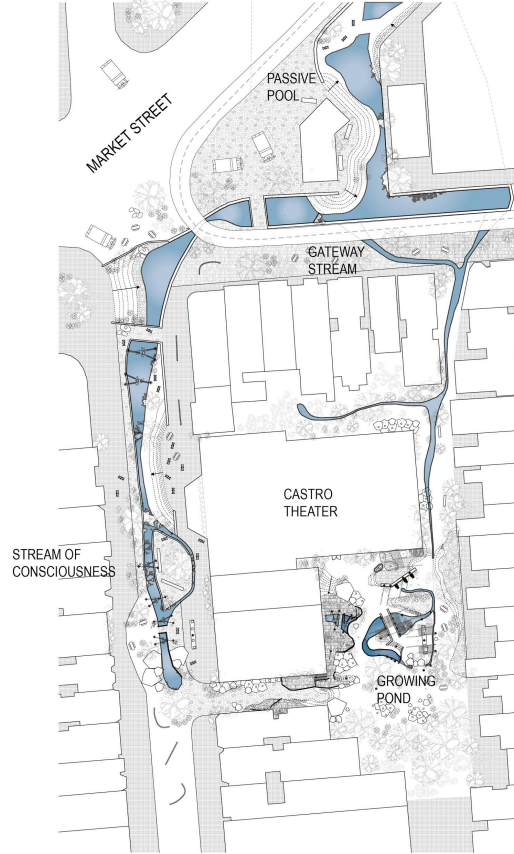 PASSIVE
POOL
MARKET STREET
GATEWAY
STREAM
CASTRO
THEATER
STREAM OF
CONSCIOUSNESS
GROWING
POND